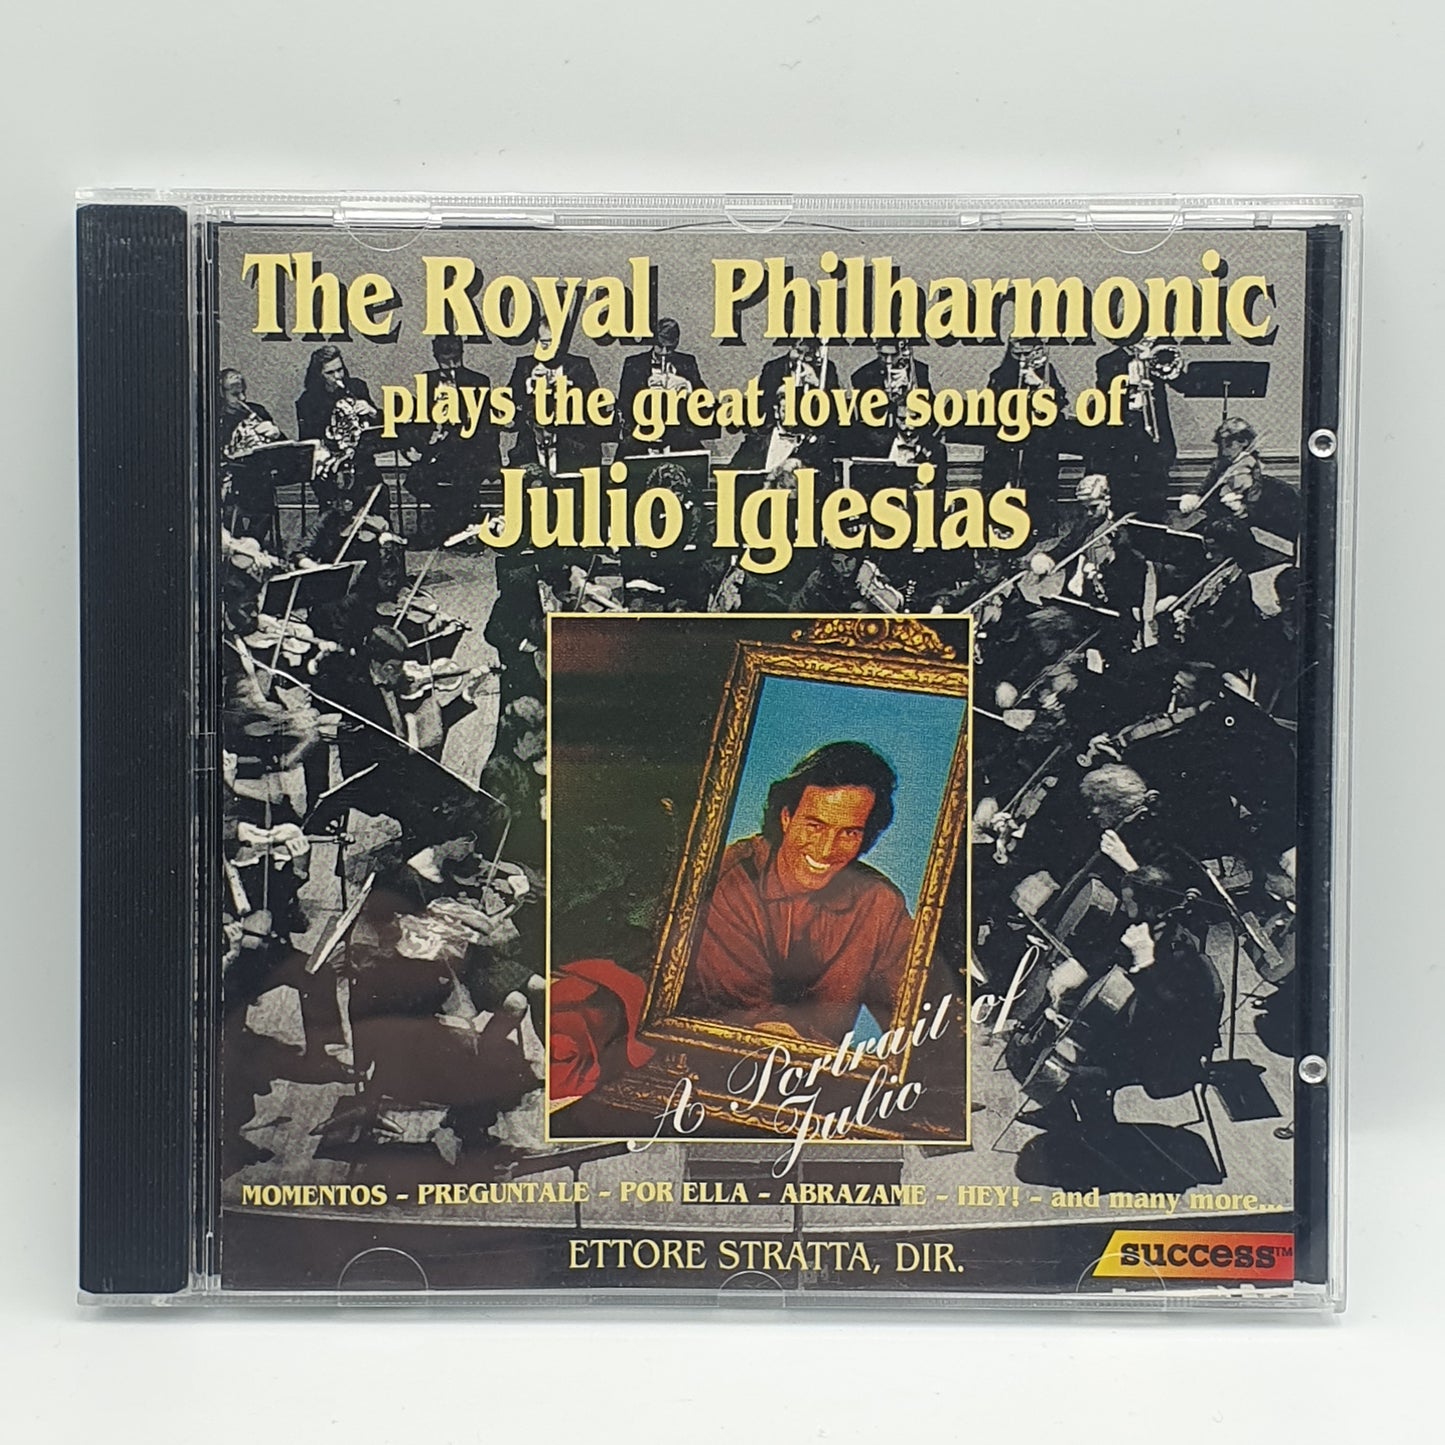 The Royal Philharmonic
plays the great love songs of
Julio Iglesias
A Portrait of
Julio
MOMENTOS - PREGUNTALE - POR ELLA - ABRAZAME - HEY! - and many more...
ETTORE STRATTA, DIR.
success™